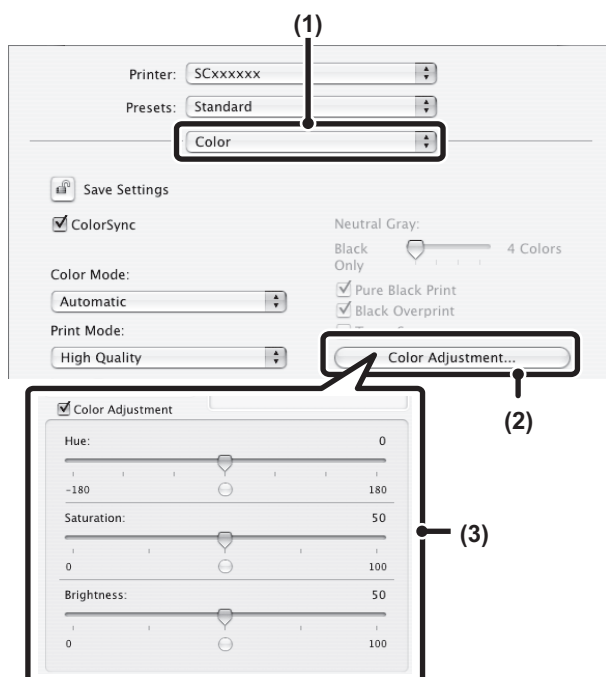 (1)
Printer: SCxxxxxx
Presets: Standard
Color
Save Settings
ColorSync
Neutral Gray:
Black Only 4 Colors
Color Mode:
Automatic
Pure Black Print
Black Overprint
Print Mode:
High Quality
Color Adjustment...
(2)
Color Adjustment
Hue: 0
-180 180
Saturation: 50
0 100
(3)
Brightness: 50
0 100